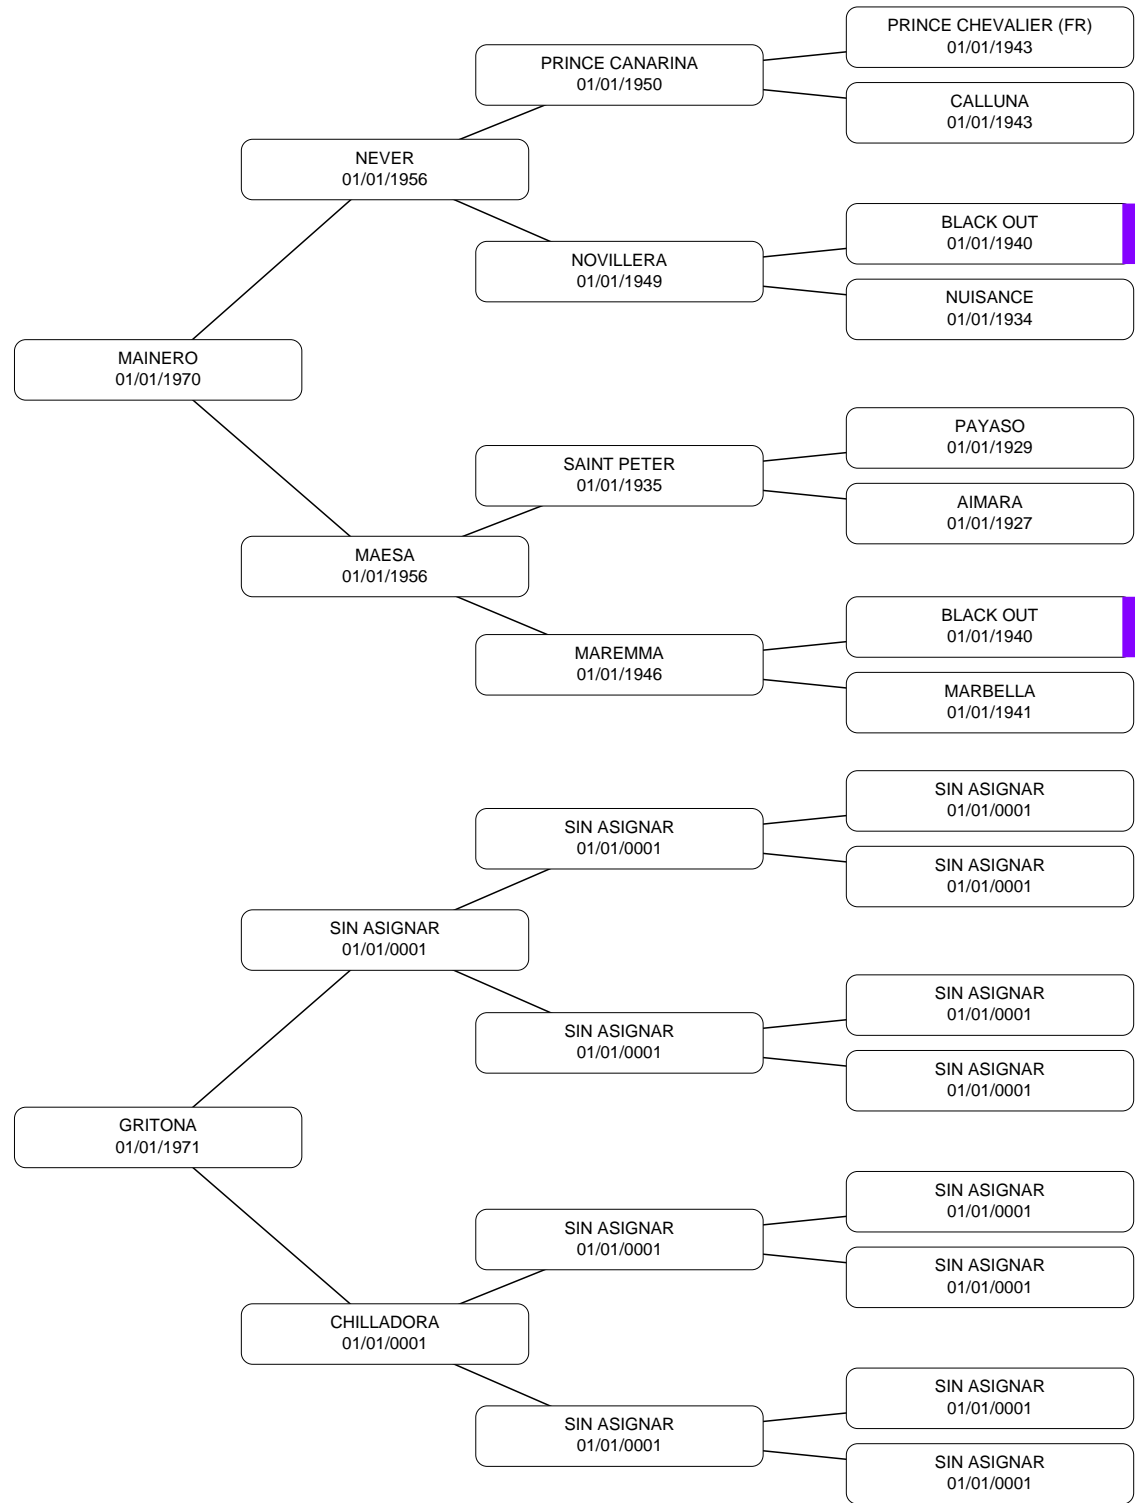 PRINCE CHEVALIER (FR)
01/01/1943
PRINCE CANARINA
01/01/1950
CALLUNA
01/01/1943
NEVER
01/01/1956
BLACK OUT
01/01/1940
NOVILLERA
01/01/1949
NUISANCE
01/01/1934
MAINERO
01/01/1970
PAYASO
01/01/1929
SAINT PETER
01/01/1935
AIMARA
01/01/1927
MAESA
01/01/1956
BLACK OUT
01/01/1940
MAREMMA
01/01/1946
MARBELLA
01/01/1941
SIN ASIGNAR
01/01/0001
SIN ASIGNAR
01/01/0001
SIN ASIGNAR
01/01/0001
SIN ASIGNAR
01/01/0001
SIN ASIGNAR
01/01/0001
SIN ASIGNAR
01/01/0001
SIN ASIGNAR
01/01/0001
GRITONA
01/01/1971
SIN ASIGNAR
01/01/0001
SIN ASIGNAR
01/01/0001
SIN ASIGNAR
01/01/0001
CHILLADORA
01/01/0001
SIN ASIGNAR
01/01/0001
SIN ASIGNAR
01/01/0001
SIN ASIGNAR
01/01/0001